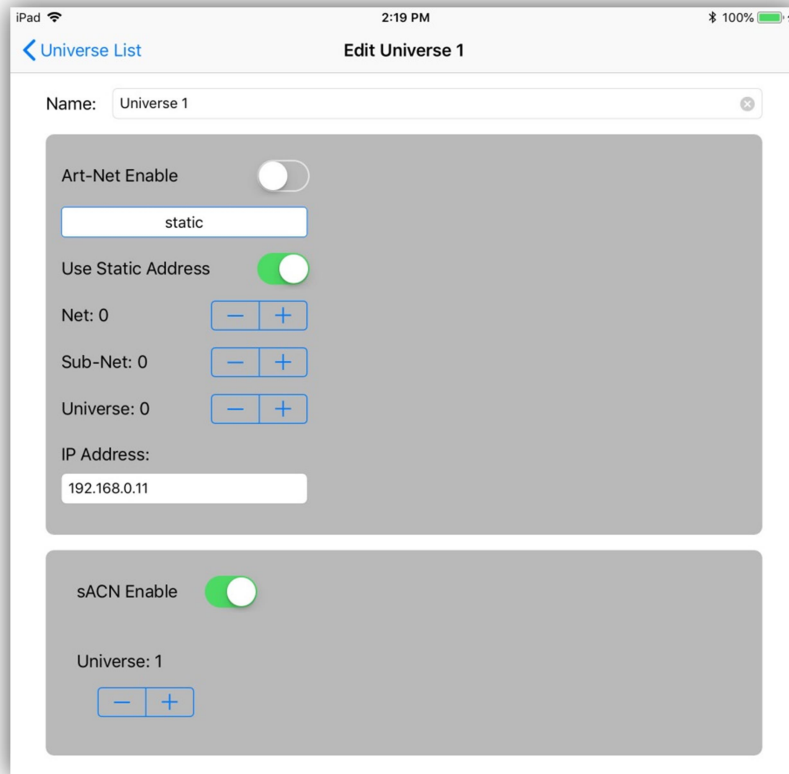 iPad 2:19 PM 100%
Universe List Edit Universe 1
Name: Universe 1
Art-Net Enable
static
Use Static Address
Net: 0 − +
Sub-Net: 0 − +
Universe: 0 − +
IP Address:
192.168.0.11
sACN Enable
Universe: 1
− +